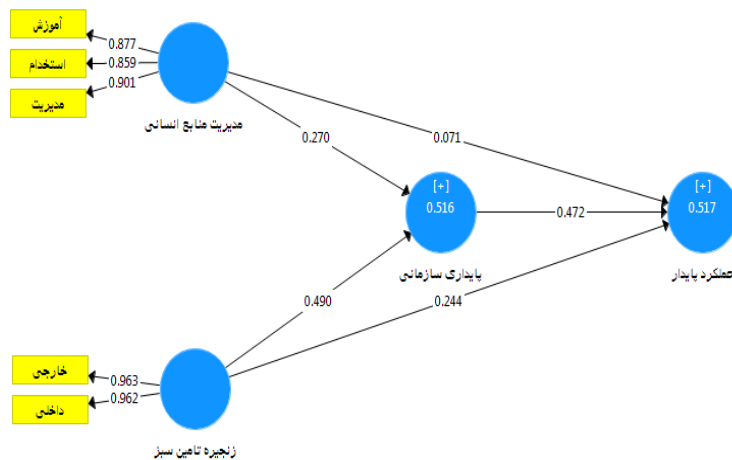 آموزش
0.877
استخدام
0.859
مدیریت
0.901
مدیریت منابع انسانی
0.270
0.071
[+]
0.516
پایداری سازمانی
0.472
[+]
0.517
عملکرد پایدار
0.490
0.244
خارجی
0.963
داخلی
0.962
زنجیره تامین سبز